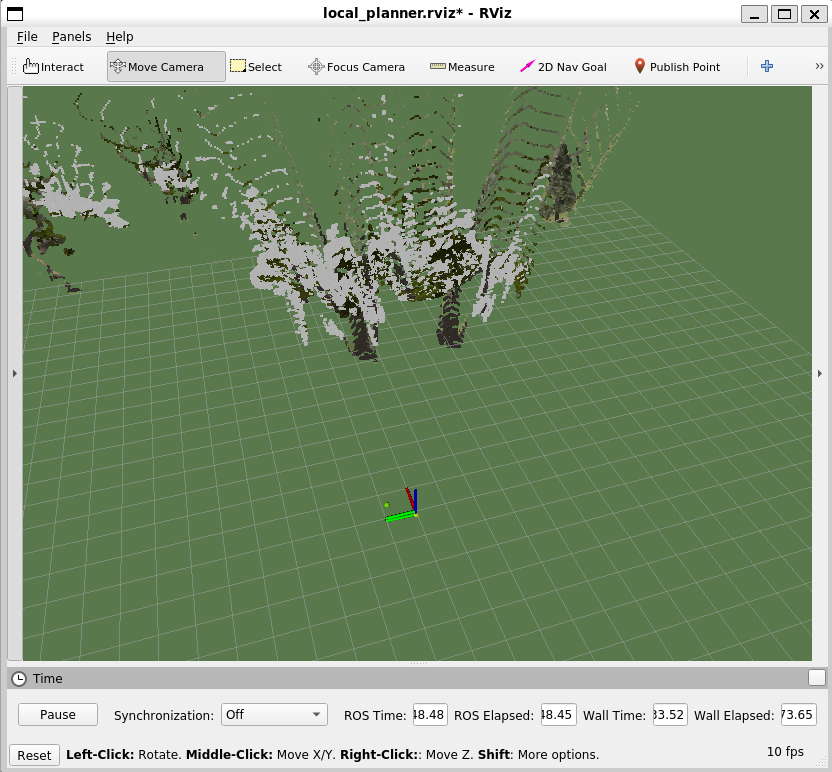 local_planner.rviz* - RViz
File Panels Help
Interact Move Camera Select Focus Camera Measure 2D Nav Goal Publish Point »
Time
Pause Synchronization: Off ROS Time: 48.48 ROS Elapsed: 48.45 Wall Time: 33.52 Wall Elapsed: 73.65
Reset Left-Click: Rotate. Middle-Click: Move X/Y. Right-Click:: Move Z. Shift: More options. 10 fps